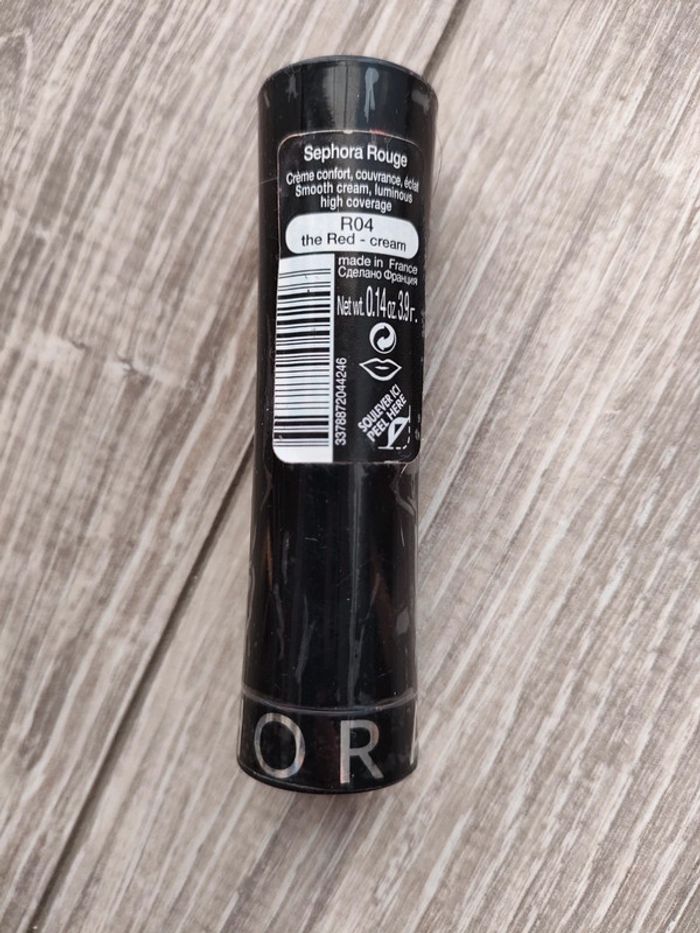 Sephora Rouge
Crème confort, couvrance, éclat
Smooth cream, luminous
high coverage
R04
the Red - cream
made in France
Сделано Франция
Net wt. 0.14 oz 3.9 г.
3378872044246
SOULEVER ICI
PEEL HERE
OR